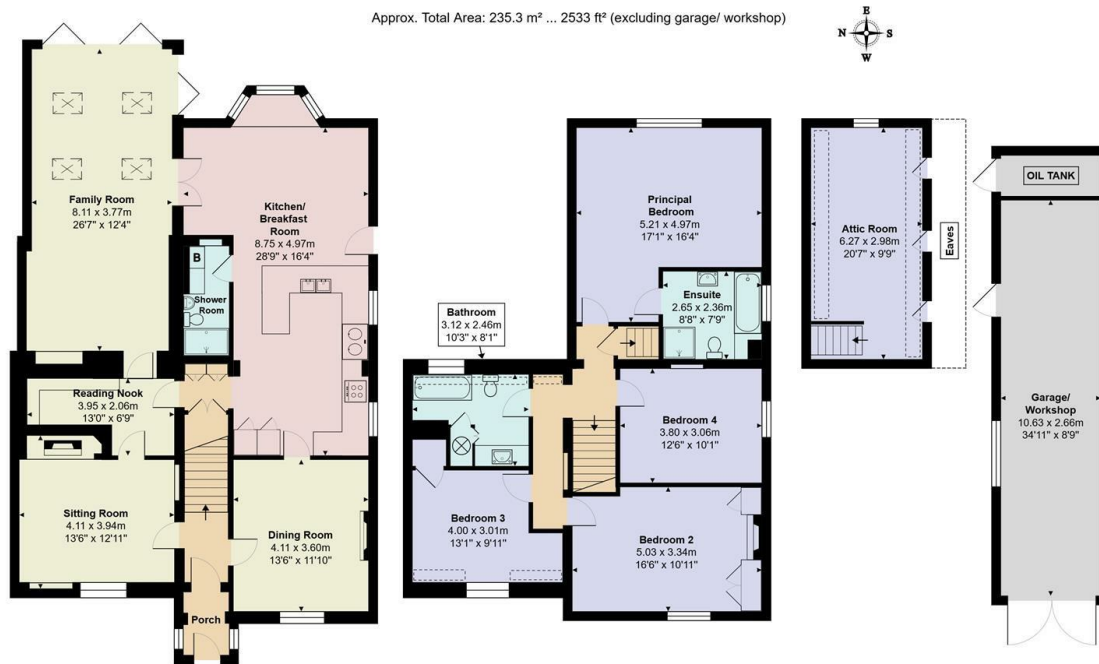 Approx. Total Area: 235.3 m² ... 2533 ft² (excluding garage/ workshop)
E
N S
W
Family Room
8.11 x 3.77m
26'7" x 12'4"
Kitchen/
Breakfast
Room
8.75 x 4.97m
28'9" x 16'4"
B
Shower
Room
Reading Nook
3.95 x 2.06m
13'0" x 6'9"
Sitting Room
4.11 x 3.94m
13'6" x 12'11"
Dining Room
4.11 x 3.60m
13'6" x 11'10"
Porch
Principal
Bedroom
5.21 x 4.97m
17'1" x 16'4"
Ensuite
2.65 x 2.36m
8'8" x 7'9"
Bathroom
3.12 x 2.46m
10'3" x 8'1"
Bedroom 4
3.80 x 3.06m
12'6" x 10'1"
Bedroom 3
4.00 x 3.01m
13'1" x 9'11"
Bedroom 2
5.03 x 3.34m
16'6" x 10'11"
Attic Room
6.27 x 2.98m
20'7" x 9'9"
Eaves
OIL TANK
Garage/
Workshop
10.63 x 2.66m
34'11" x 8'9"